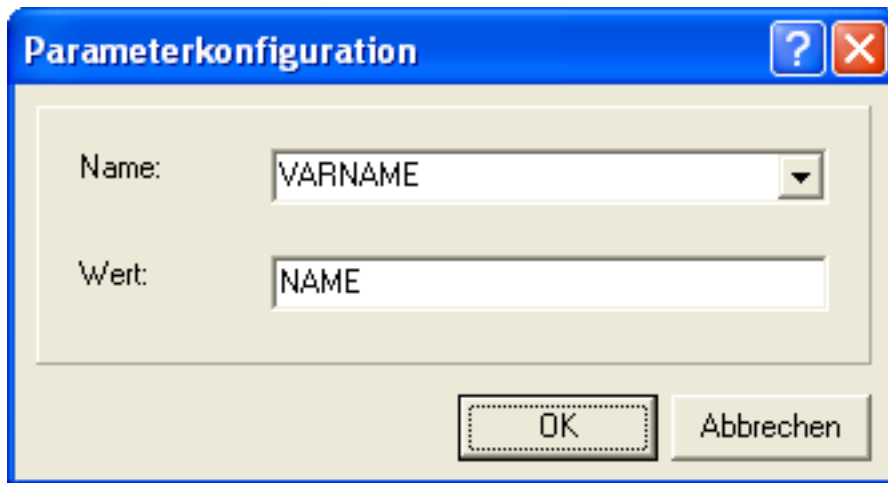 Parameterkonfiguration ?
Name: VARNAME
Wert: NAME
OK Abbrechen